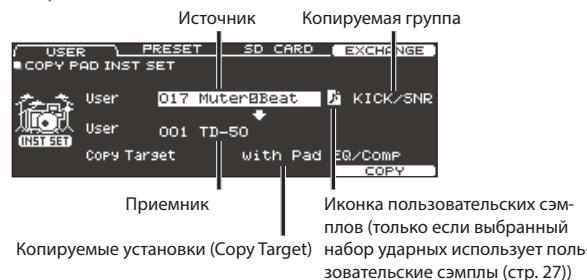 Источник
Копируемая группа
USER PRESET SD CARD EXCHANGE
COPY PAD INST SET
User 017 Muter⊠Beat KICK/SNR
User 001 TD-50
INST SET
Copy Target with Pad EQ/Comp
COPY
Приемник
Иконка пользовательских сэм-
плов (только если выбранный
Копируемые установки (Copy Target)
набор ударных использует поль-
зовательские сэмплы (стр. 27))